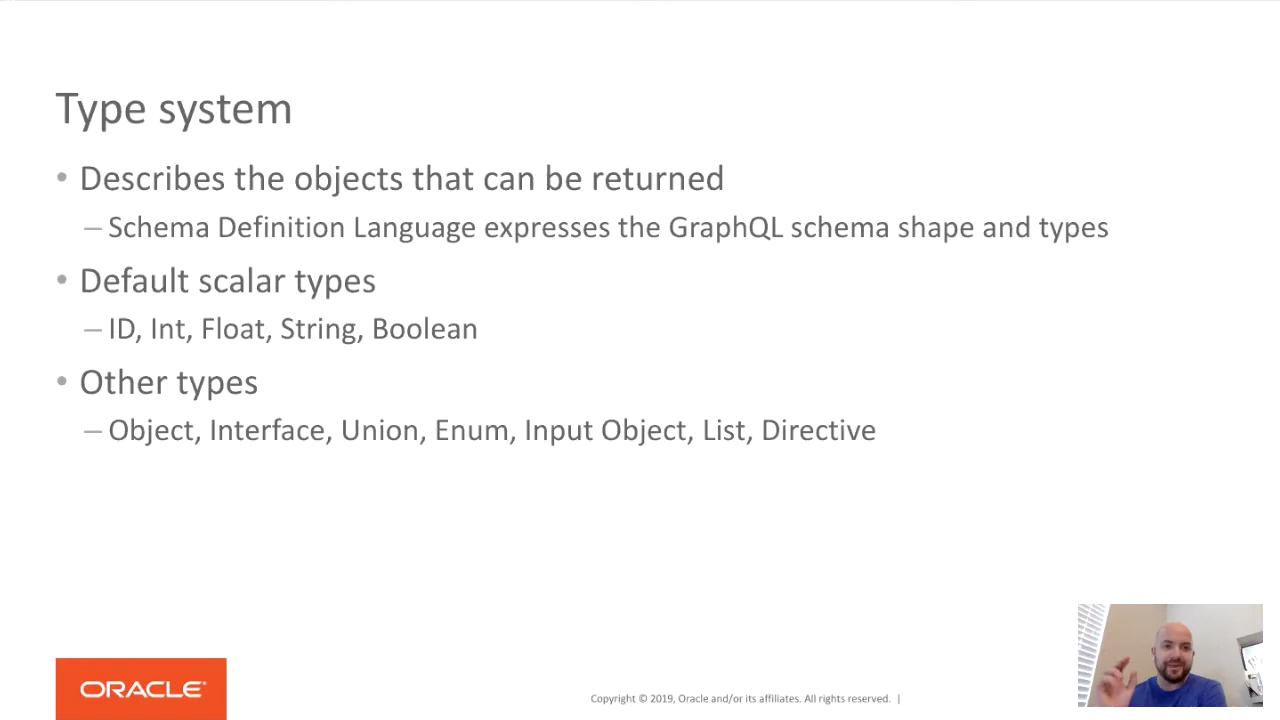 Type system
• Describes the objects that can be returned
– Schema Definition Language expresses the GraphQL schema shape and types
• Default scalar types
– ID, Int, Float, String, Boolean
• Other types
– Object, Interface, Union, Enum, Input Object, List, Directive
ORACLE®
Copyright © 2019, Oracle and/or its affiliates. All rights reserved. |